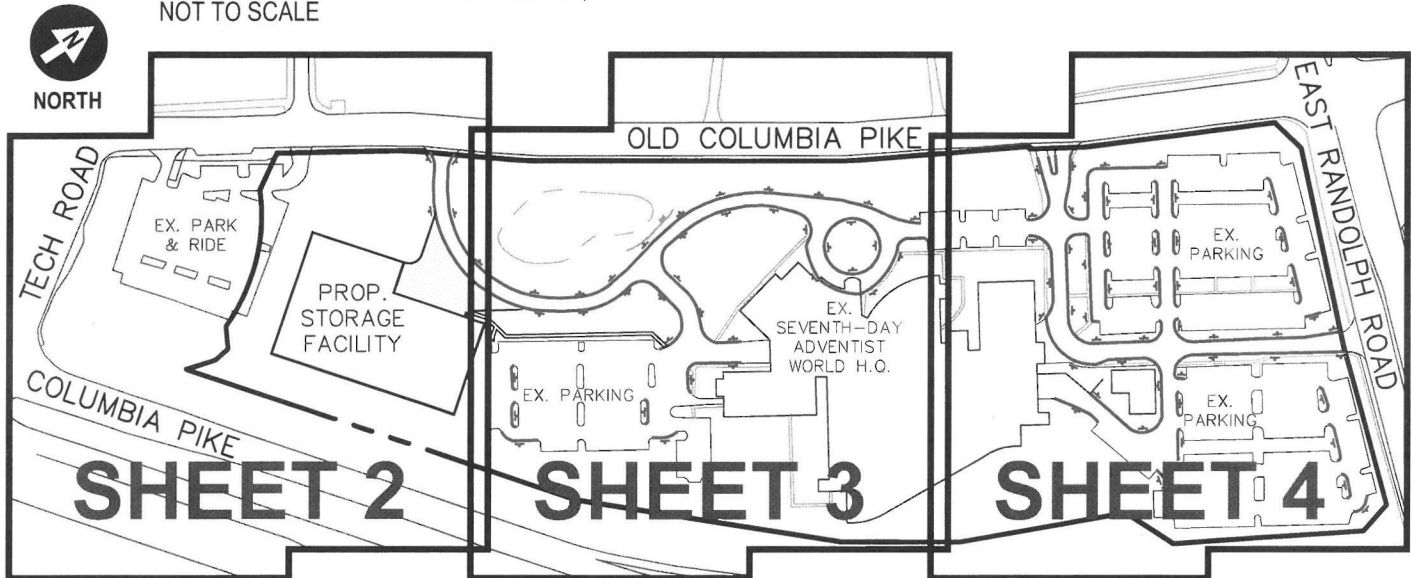 NOT TO SCALE
N
NORTH
OLD COLUMBIA PIKE
EAST RANDOLPH ROAD
TECH ROAD
EX. PARK
& RIDE
PROP.
STORAGE
FACILITY
EX.
SEVENTH-DAY
ADVENTIST
WORLD H.Q.
EX.
PARKING
EX. PARKING
EX.
PARKING
COLUMBIA PIKE
SHEET 2
SHEET 3
SHEET 4